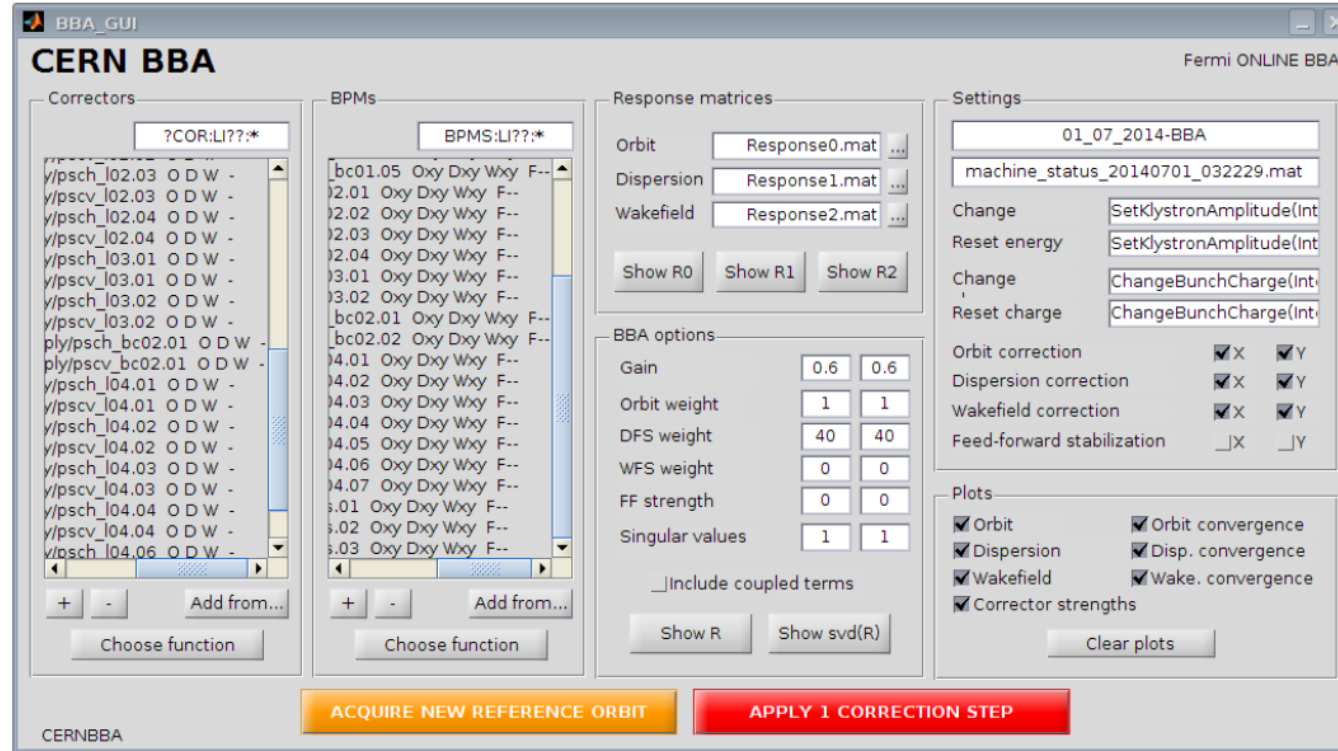 BBA_GUI
CERN BBA
Fermi ONLINE BBA
Correctors
?COR:LI??:*
y/psch_l02.03 O D W -
y/pscv_l02.03 O D W -
y/psch_l02.04 O D W -
y/pscv_l02.04 O D W -
y/psch_l03.01 O D W -
y/pscv_l03.01 O D W -
y/psch_l03.02 O D W -
y/pscv_l03.02 O D W -
ply/psch_bc02.01 O D W -
ply/pscv_bc02.01 O D W -
y/psch_l04.01 O D W -
y/pscv_l04.01 O D W -
y/psch_l04.02 O D W -
y/pscv_l04.02 O D W -
y/psch_l04.03 O D W -
y/pscv_l04.03 O D W -
y/psch_l04.04 O D W -
y/pscv_l04.04 O D W -
y/psch_l04.06 O D W -
+ - Add from...
Choose function
BPMs
BPMS:LI??:*
_bc01.05 Oxy Dxy Wxy F--
)2.01 Oxy Dxy Wxy F--
)2.02 Oxy Dxy Wxy F--
)2.03 Oxy Dxy Wxy F--
)2.04 Oxy Dxy Wxy F--
)3.01 Oxy Dxy Wxy F--
)3.02 Oxy Dxy Wxy F--
_bc02.01 Oxy Dxy Wxy F--
_bc02.02 Oxy Dxy Wxy F--
)4.01 Oxy Dxy Wxy F--
)4.02 Oxy Dxy Wxy F--
)4.03 Oxy Dxy Wxy F--
)4.04 Oxy Dxy Wxy F--
)4.05 Oxy Dxy Wxy F--
)4.06 Oxy Dxy Wxy F--
)4.07 Oxy Dxy Wxy F--
s.01 Oxy Dxy Wxy F--
s.02 Oxy Dxy Wxy F--
s.03 Oxy Dxy Wxy F--
+ - Add from...
Choose function
Response matrices
Orbit Response0.mat ...
Dispersion Response1.mat ...
Wakefield Response2.mat ...
Show R0 Show R1 Show R2
BBA options
Gain 0.6 0.6
Orbit weight 1 1
DFS weight 40 40
WFS weight 0 0
FF strength 0 0
Singular values 1 1
Include coupled terms
Show R Show svd(R)
Settings
01_07_2014-BBA
machine_status_20140701_032229.mat
Change SetKlystronAmplitude(Int
Reset energy SetKlystronAmplitude(Int
Change ChangeBunchCharge(Int
Reset charge ChangeBunchCharge(Int
Orbit correction X Y
Dispersion correction X Y
Wakefield correction X Y
Feed-forward stabilization X Y
Plots
Orbit Orbit convergence
Dispersion Disp. convergence
Wakefield Wake. convergence
Corrector strengths
Clear plots
ACQUIRE NEW REFERENCE ORBIT APPLY 1 CORRECTION STEP
CERNBBA